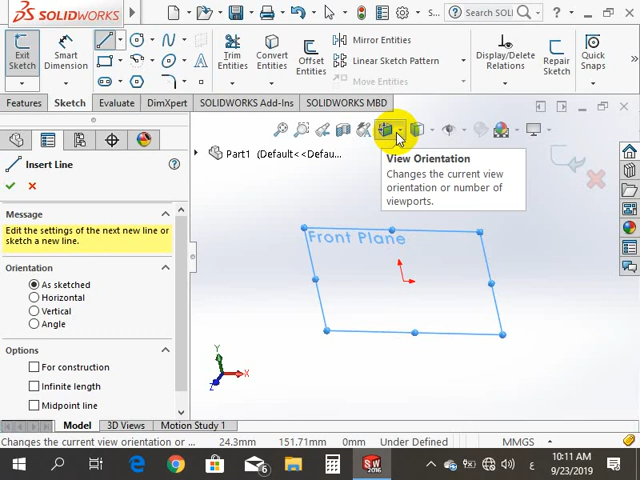 SOLIDWORKS
S...
Search SOLIDWORKS
Exit
Sketch
Smart
Dimension
Trim
Entities
Convert
Entities
Offset
Entities
Mirror Entities
Linear Sketch Pattern
Move Entities
Display/Delete
Relations
Repair
Sketch
Quick
Snaps
Features
Sketch
Evaluate
DimXpert
SOLIDWORKS Add-Ins
SOLIDWORKS MBD
Part1 (Default<<Defau...
View Orientation
Changes the current view
orientation or number of
viewports.
Insert Line
Message
Edit the settings of the next new line or
sketch a new line.
Orientation
As sketched
Horizontal
Vertical
Angle
Options
For construction
Infinite length
Midpoint line
Front Plane
Y
X
Z
Model
3D Views
Motion Study 1
Changes the current view orientation or ...
24.3mm
151.71mm
0mm
Under Defined
MMGS
6
SW
2016
ع
10:11 AM
9/23/2019